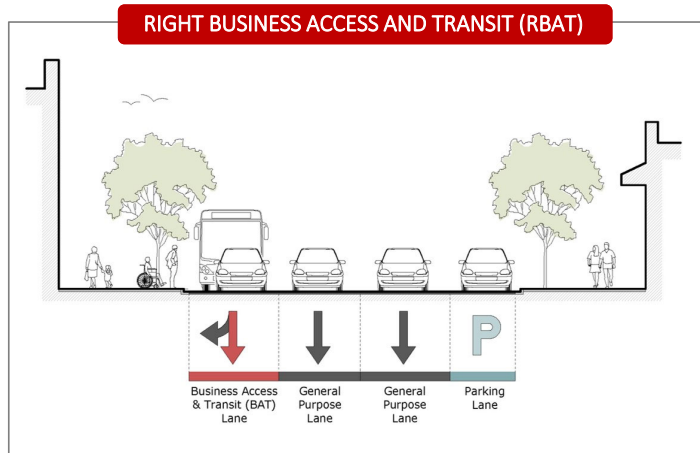 RIGHT BUSINESS ACCESS AND TRANSIT (RBAT)
P
Business Access
& Transit (BAT)
Lane
General
Purpose
Lane
General
Purpose
Lane
Parking
Lane